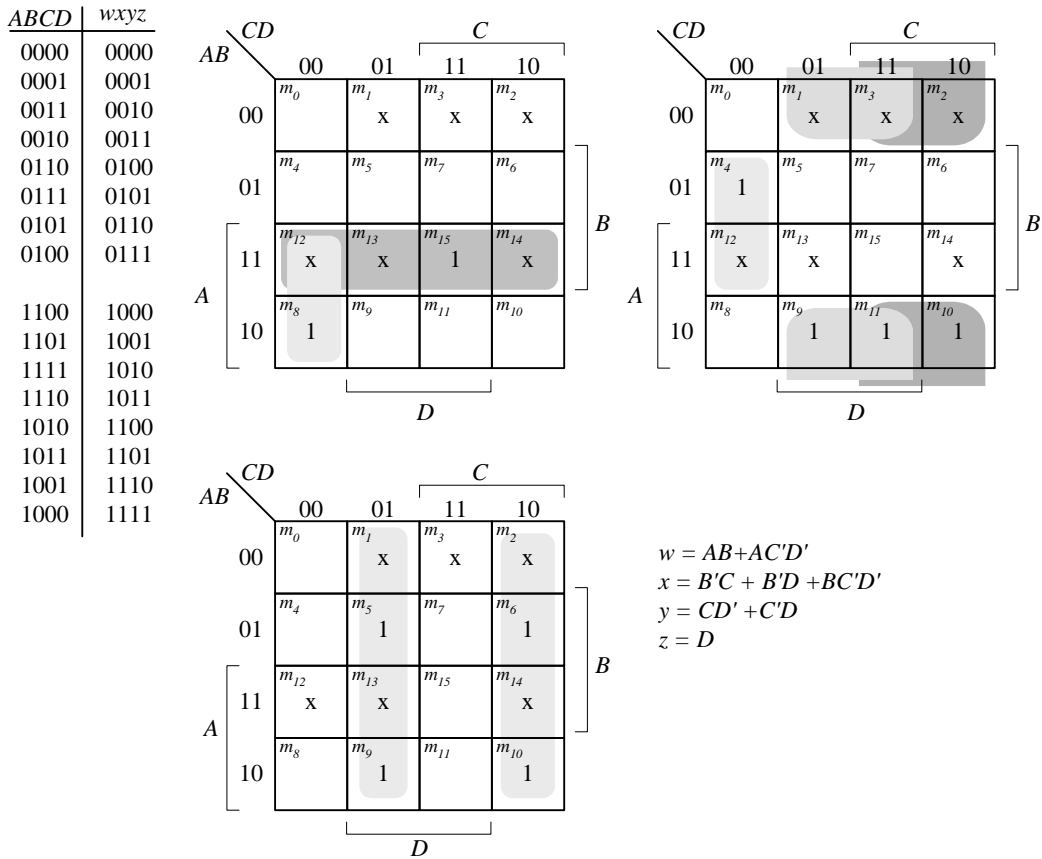 ABCD wxyz
0000 0000
0001 0001
0011 0010
0010 0011
0110 0100
0111 0101
0101 0110
0100 0111
1100 1000
1101 1001
1111 1010
1110 1011
1010 1100
1011 1101
1001 1110
1000 1111
CD C
AB 00 01 11 10
m0 m1 m3 m2
00 x x x
m4 m5 m7 m6
01
B
m12 m13 m15 m14
11 x x 1 x
A
m8 m9 m11 m10
10 1
D
CD C
00 01 11 10
AB
m0 m1 m3 m2
00 x x x
m4 m5 m7 m6
01 1
B
m12 m13 m15 m14
11 x x x
A
m8 m9 m11 m10
10 1 1 1
D
CD C
AB 00 01 11 10
m0 m1 m3 m2
00 x x x
m4 m5 m7 m6
01 1 1
B
m12 m13 m15 m14
11 x x x
A
m8 m9 m11 m10
10 1 1
D
w = AB+AC'D'
x = B'C + B'D +BC'D'
y = CD' +C'D
z = D